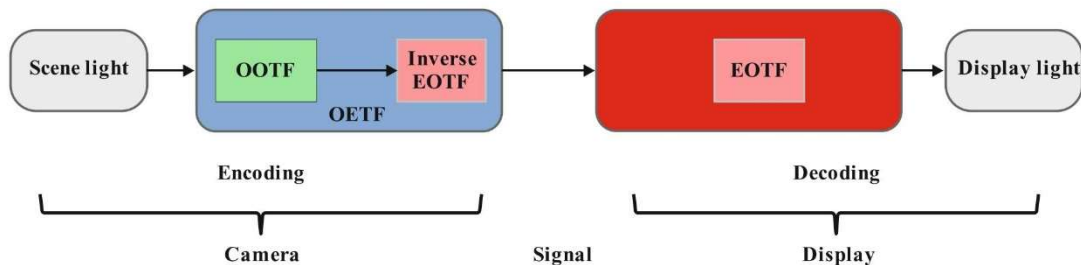 Scene light
OOTF
Inverse
EOTF
OETF
EOTF
Display light
Encoding
Decoding
Camera
Signal
Display